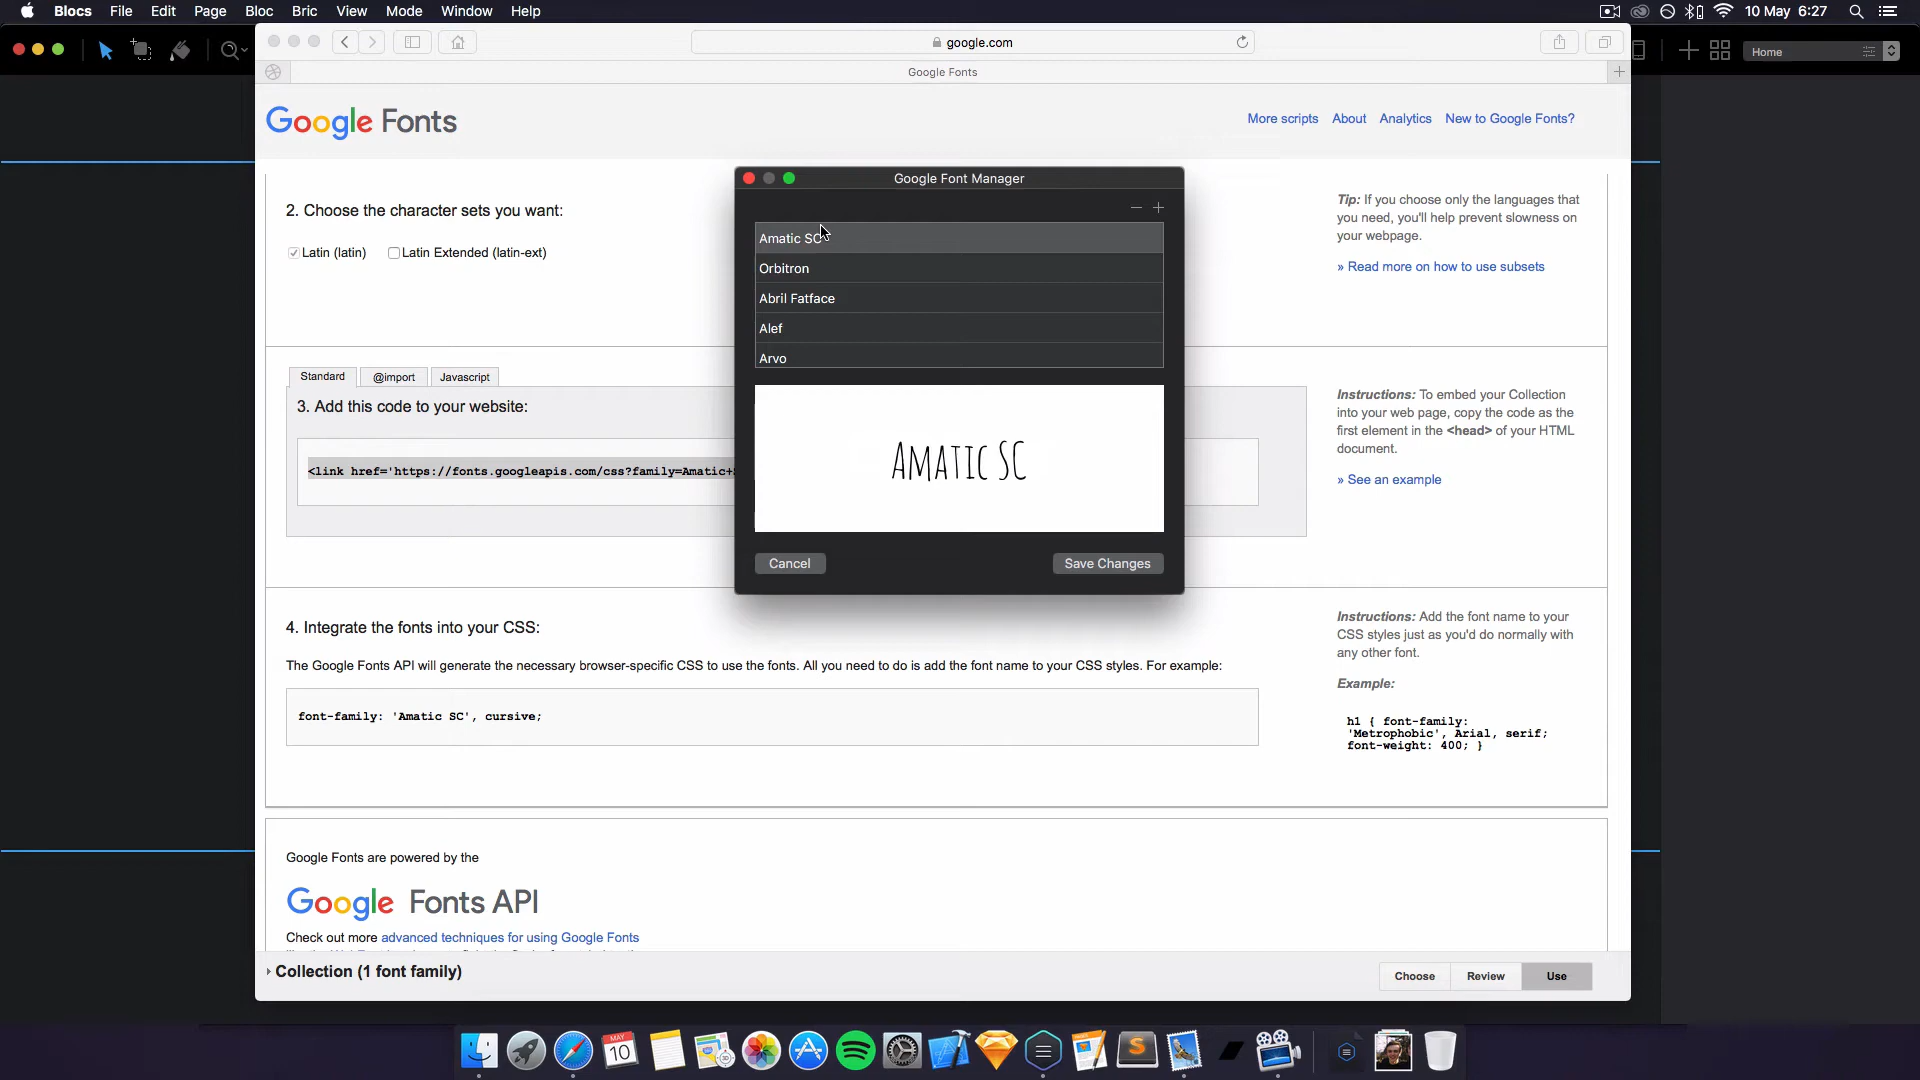 Blocs File Edit Page Bloc Bric View Mode Window Help
10 May 6:27
google.com
Google Fonts
Home
Google Fonts
More scripts About Analytics New to Google Fonts?
Google Font Manager
Amatic SC
Orbitron
Abril Fatface
Alef
Arvo
Amatic SC
Cancel
Save Changes
2. Choose the character sets you want:
Latin (latin)
Latin Extended (latin-ext)
Tip: If you choose only the languages that
you need, you'll help prevent slowness on
your webpage.
» Read more on how to use subsets
Standard
@import
Javascript
3. Add this code to your website:
<link href='https://fonts.googleapis.com/css?family=Amatic+
Instructions: To embed your Collection
into your web page, copy the code as the
first element in the <head> of your HTML
document.
» See an example
4. Integrate the fonts into your CSS:
The Google Fonts API will generate the necessary browser-specific CSS to use the fonts. All you need to do is add the font name to your CSS styles. For example:
font-family: 'Amatic SC', cursive;
Instructions: Add the font name to your
CSS styles just as you'd do normally with
any other font.
Example:
h1 { font-family:
'Metrophobic', Arial, serif;
font-weight: 400; }
Google Fonts are powered by the
Google Fonts API
Check out more advanced techniques for using Google Fonts
Collection (1 font family)
Choose
Review
Use
MAY
10